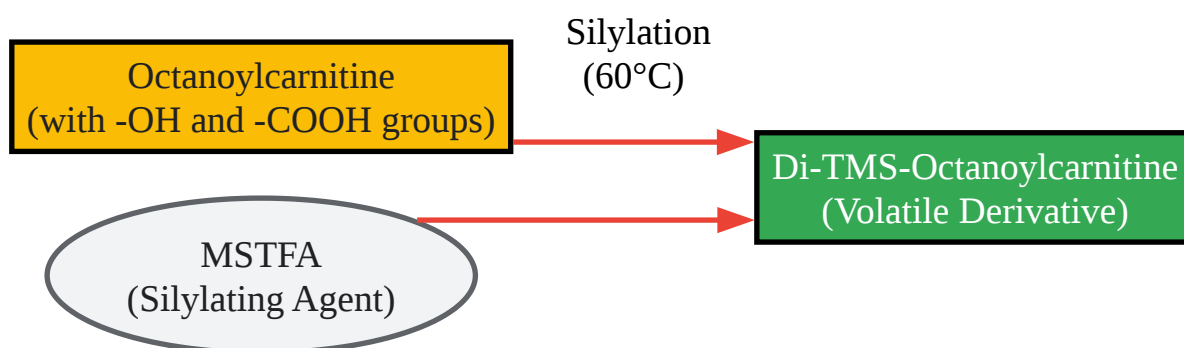 Silylation
(60°C)
Octanoylcarnitine
(with -OH and -COOH groups)
Di-TMS-Octanoylcarnitine
(Volatile Derivative)
MSTFA
(Silylating Agent)